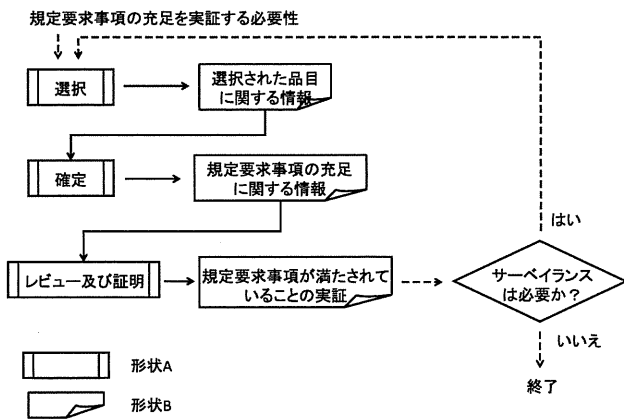 規定要求事項の充足を実証する必要性
選択
選択された品目
に関する情報
確定
規定要求事項の充足
に関する情報
はい
レビュー及び証明
規定要求事項が満たされて
いることの実証
サーベイランス
は必要か？
いいえ
終了
形状A
形状B